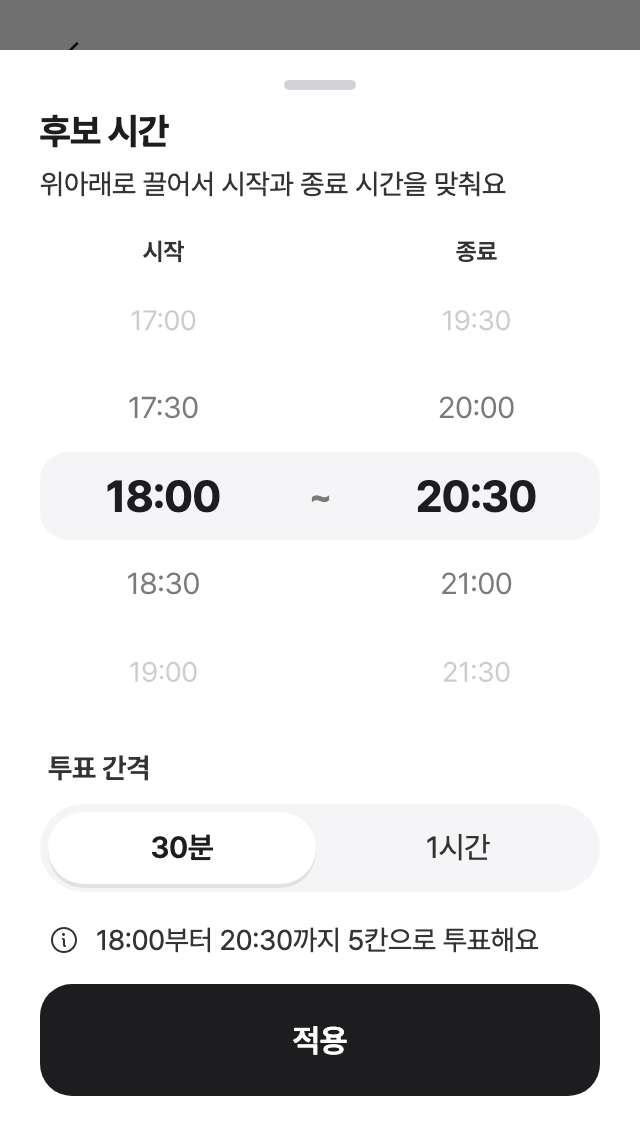 후보 시간
위아래로 끌어서 시작과 종료 시간을 맞춰요
시작 종료
17:00 19:30
17:30 20:00
18:00 ~ 20:30
18:30 21:00
19:00 21:30
투표 간격
30분 1시간
18:00부터 20:30까지 5칸으로 투표해요
적용